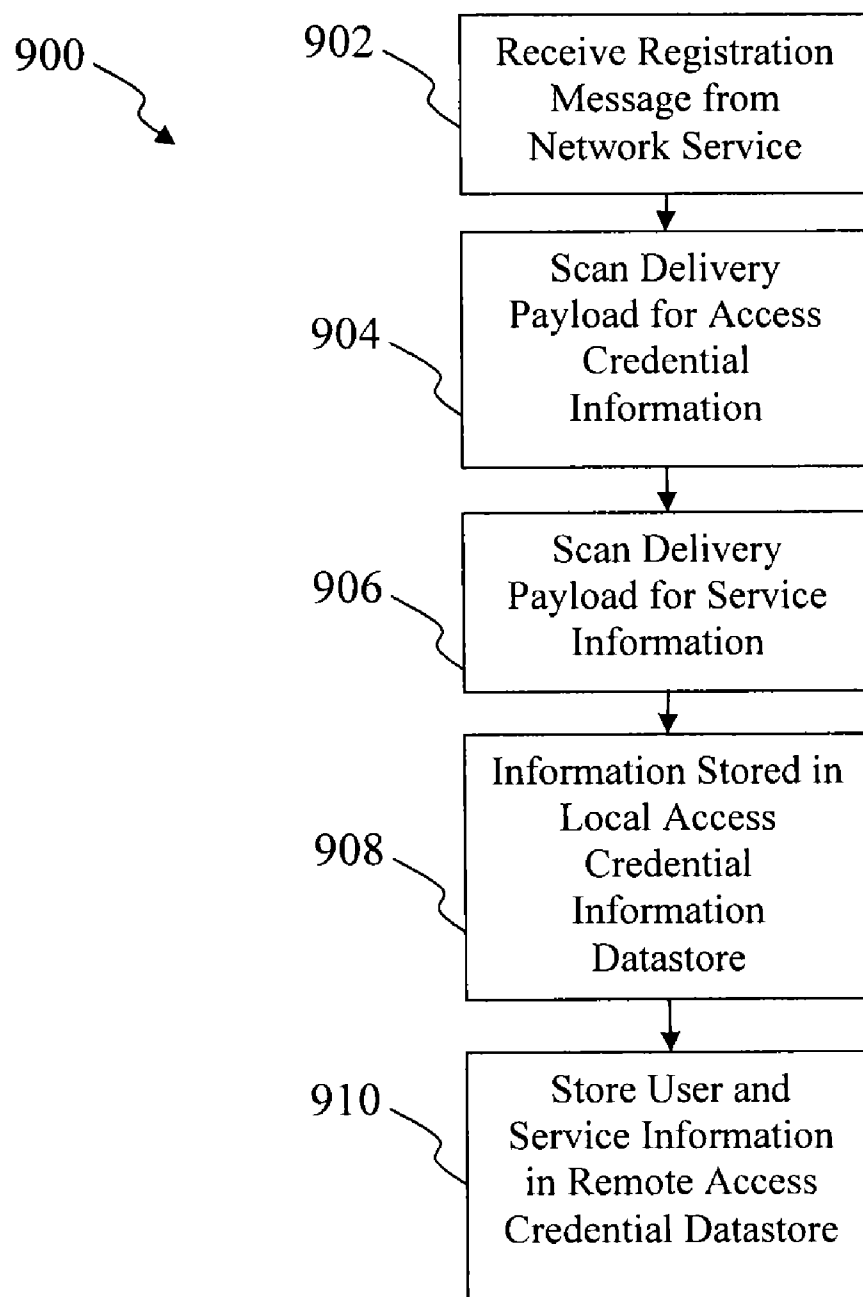 900
902
Receive Registration
Message from
Network Service
904
Scan Delivery
Payload for Access
Credential
Information
906
Scan Delivery
Payload for Service
Information
908
Information Stored in
Local Access
Credential
Information
Datastore
910
Store User and
Service Information
in Remote Access
Credential Datastore